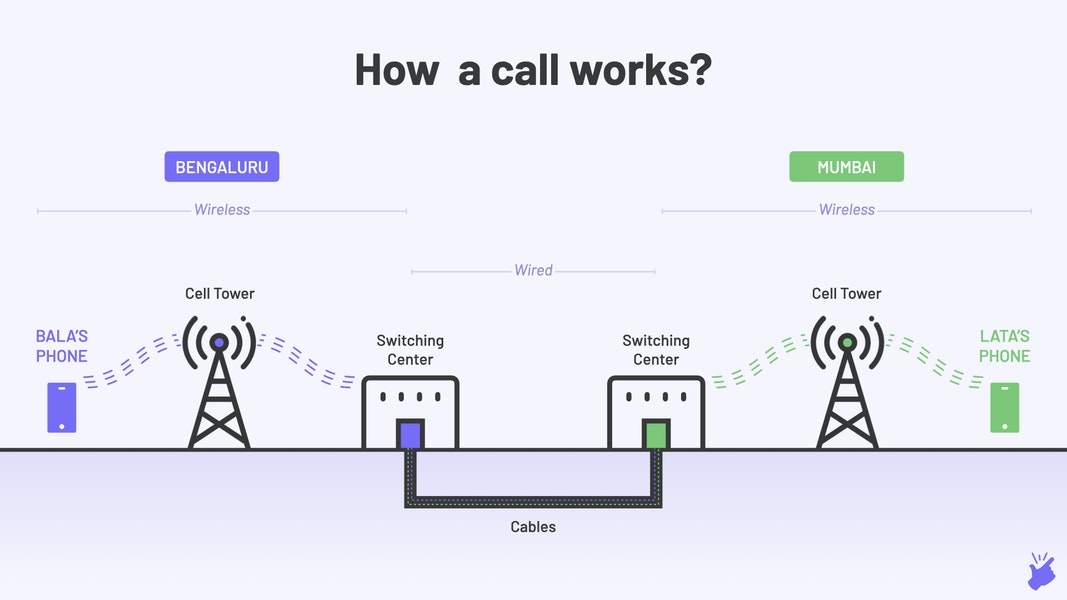 How a call works?
BENGALURU
MUMBAI
Wireless
Wireless
Wired
Cell Tower
Cell Tower
BALA'S
PHONE
Switching
Center
Switching
Center
LATA'S
PHONE
Cables